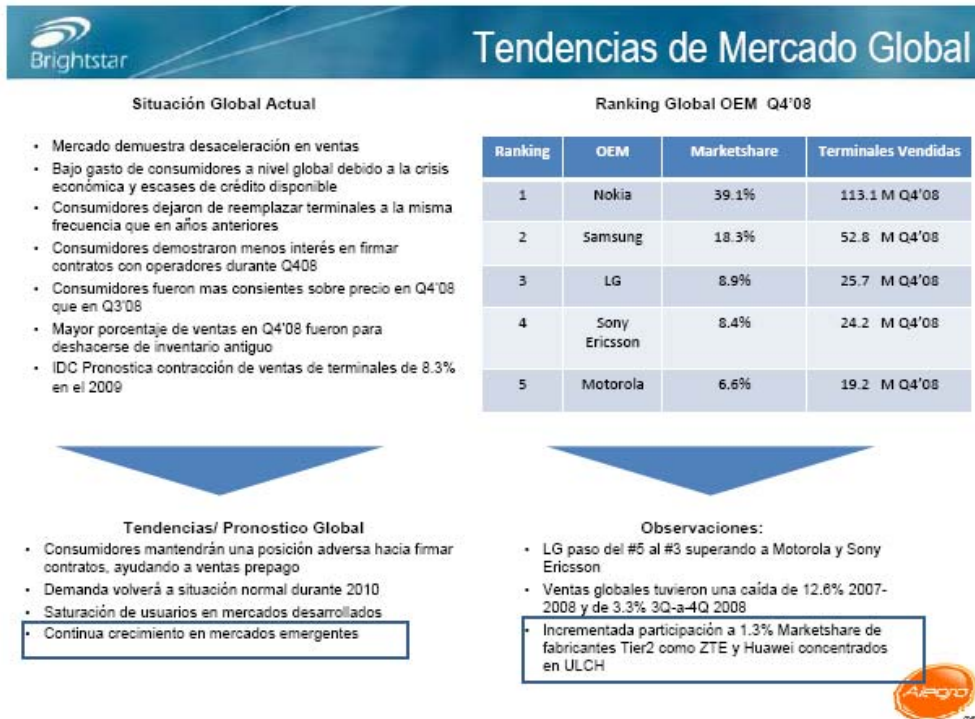 Brightstar
Tendencias de Mercado Global
Situación Global Actual
• Mercado demuestra desaceleración en ventas
• Bajo gasto de consumidores a nivel global debido a la crisis
económica y escases de crédito disponible
• Consumidores dejaron de reemplazar terminales a la misma
frecuencia que en años anteriores
• Consumidores demostraron menos interés en firmar
contratos con operadores durante Q408
• Consumidores fueron mas consientes sobre precio en Q4'08
que en Q3'08
• Mayor porcentaje de ventas en Q4'08 fueron para
deshacerse de inventario antiguo
• IDC Pronostica contracción de ventas de terminales de 8.3%
en el 2009
Ranking Global OEM Q4'08
Ranking OEM Marketshare Terminales Vendidas
1 Nokia 39.1% 113.1 M Q4'08
2 Samsung 18.3% 52.8 M Q4'08
3 LG 8.9% 25.7 M Q4'08
4 Sony 8.4% 24.2 M Q4'08
Ericsson
5 Motorola 6.6% 19.2 M Q4'08
Tendencias/ Pronostico Global
• Consumidores mantendrán una posición adversa hacia firmar
contratos, ayudando a ventas prepago
• Demanda volverá a situación normal durante 2010
• Saturación de usuarios en mercados desarrollados
• Continua crecimiento en mercados emergentes
Observaciones:
• LG paso del #5 al #3 superando a Motorola y Sony
Ericsson
• Ventas globales tuvieron una caída de 12.6% 2007-
2008 y de 3.3% 3Q-a-4Q 2008
• Incrementada participación a 1.3% Marketshare de
fabricantes Tier2 como ZTE y Huawei concentrados
en ULCH
Alegro